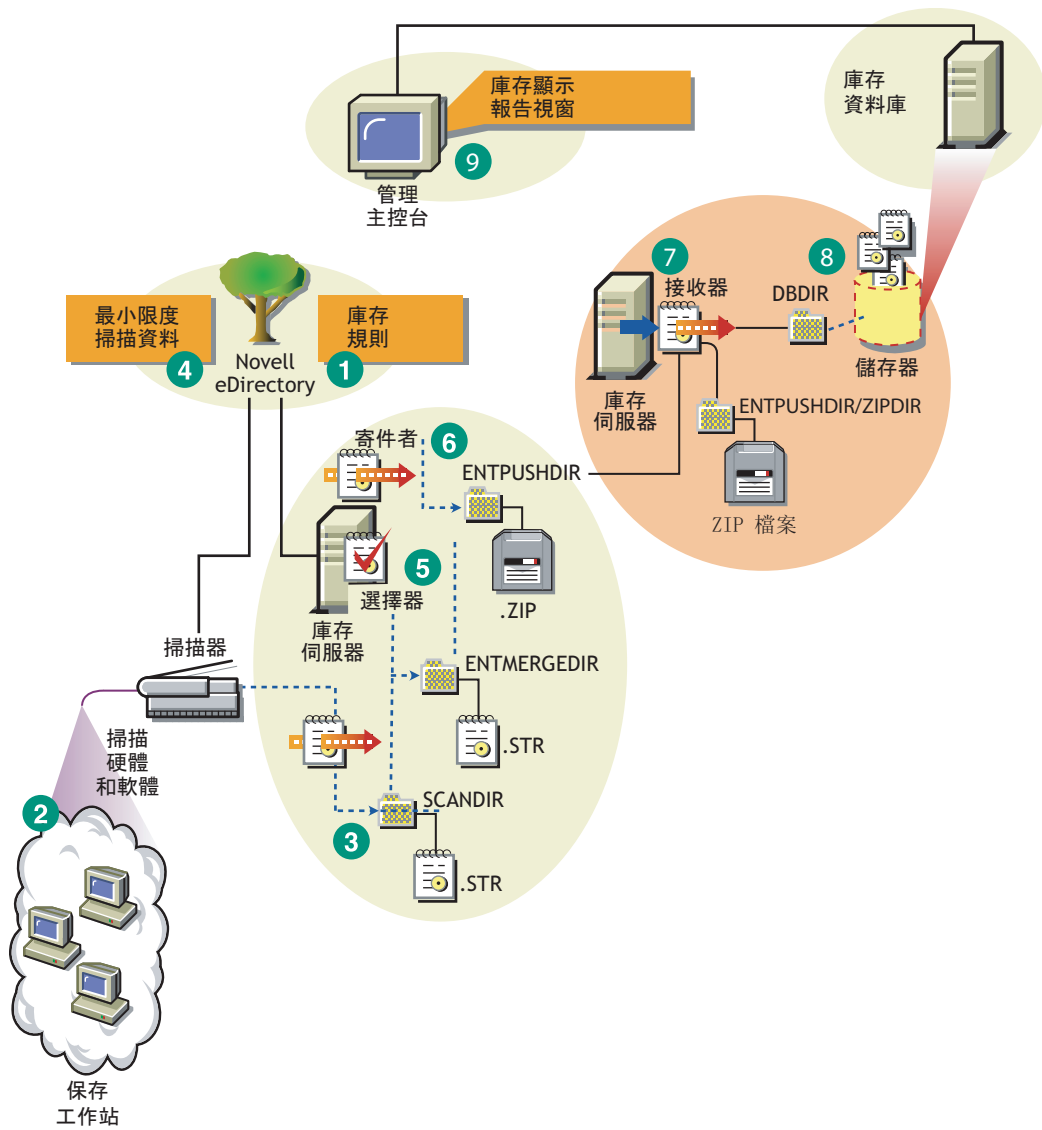 庫存顯示
報告視窗
9
管理
主控台
庫存
資料庫
最小限度
掃描資料
4
Novell
eDirectory
庫存
規則
1
7
接收器
8
DBDIR
儲存器
庫存
伺服器
ENTPUSHDIR/ZIPDIR
ZIP 檔案
寄件者
6
ENTPUSHDIR
.ZIP
5
選擇器
庫存
伺服器
ENTMERGEDIR
.STR
掃描器
掃描
硬體
和軟體
SCANDIR
3
.STR
2
保存
工作站